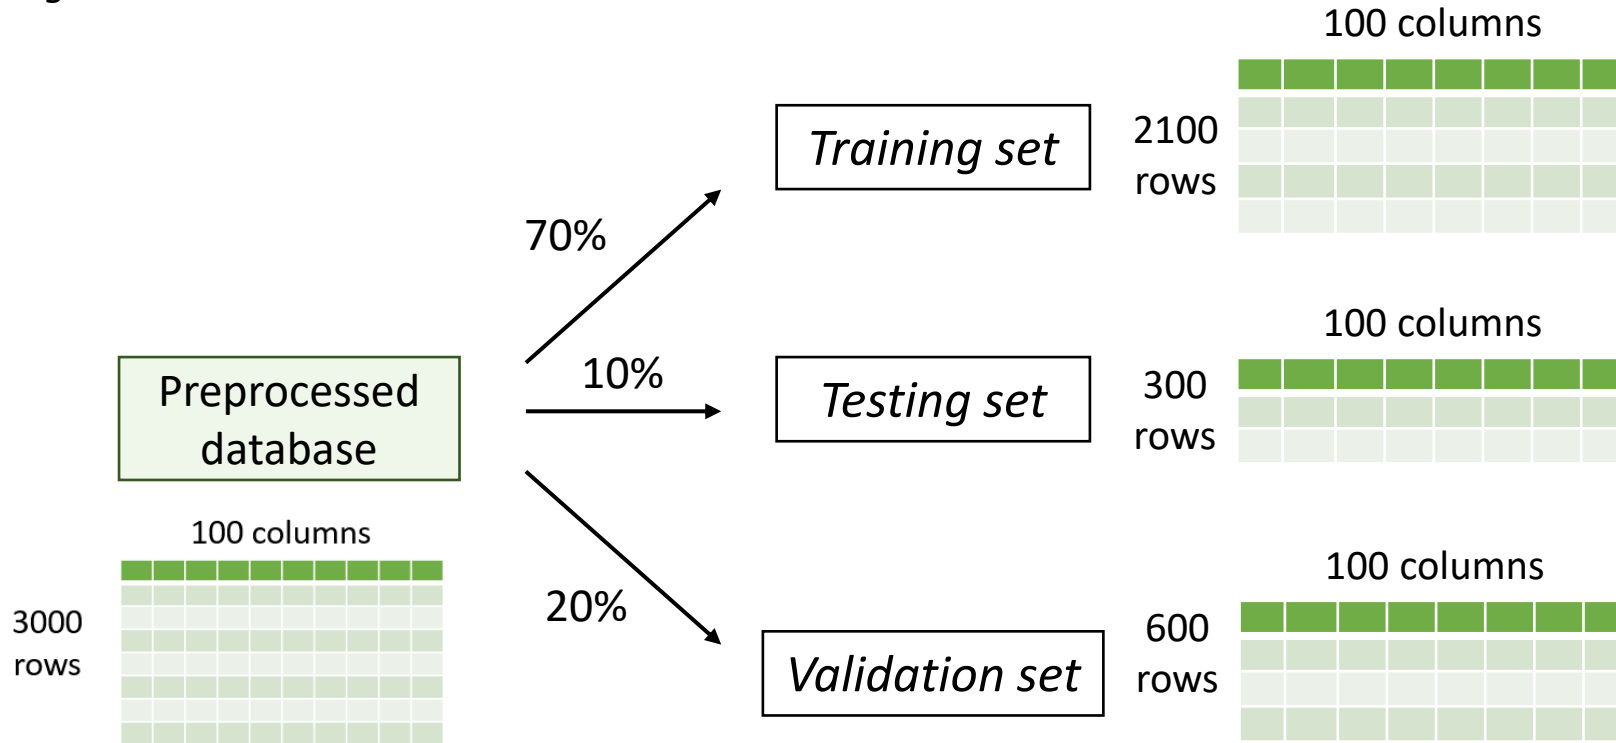 100 columns
Training set
2100
rows
70%
100 columns
10%
Preprocessed
database
Testing set
300
rows
100 columns
3000
rows
20%
100 columns
Validation set
600
rows